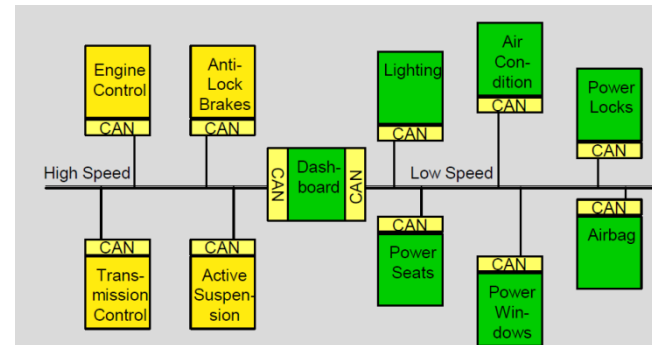 Engine
Control
CAN
Anti-
Lock
Brakes
CAN
Lighting
CAN
Air
Con-
dition
CAN
Power
Locks
CAN
High Speed
CAN
Dash-
board
CAN
Low Speed
CAN
Trans-
mission
Control
CAN
Active
Suspen-
sion
CAN
Power
Seats
CAN
Power
Win-
dows
CAN
Airbag